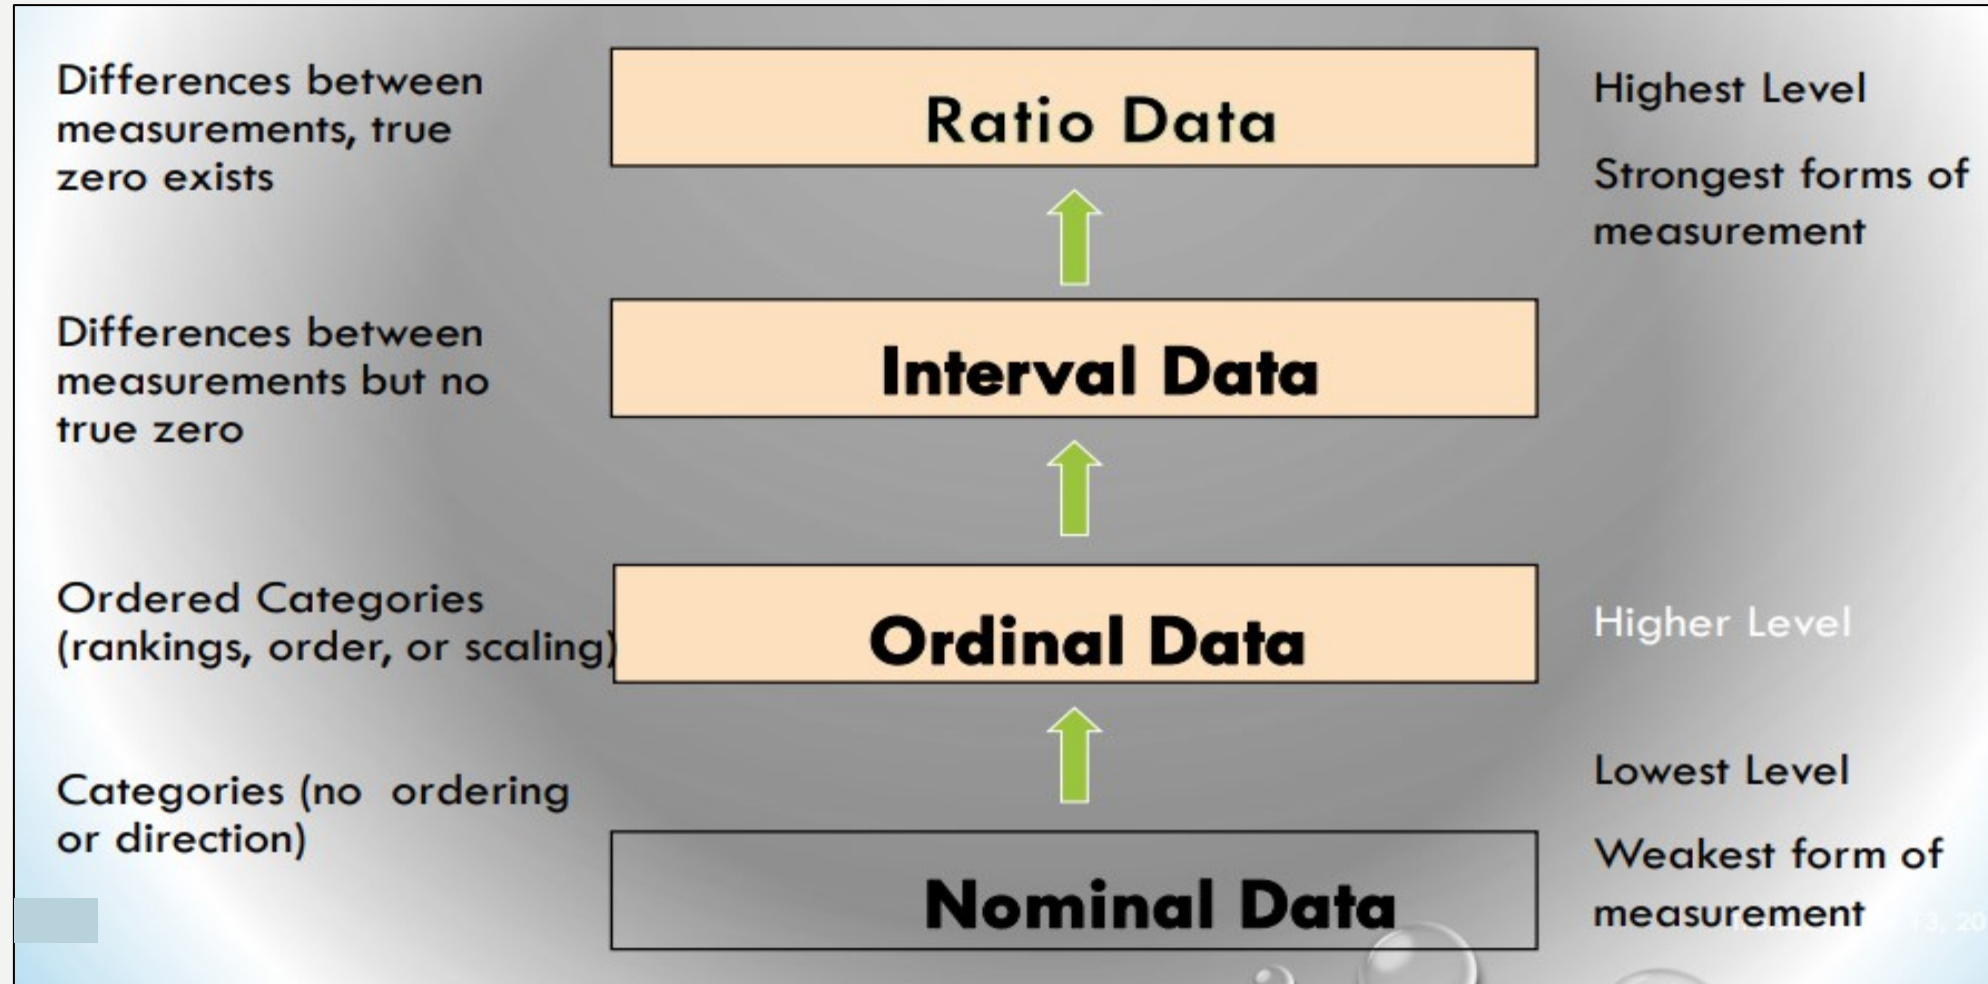 Differences between
measurements, true
zero exists
Ratio Data
Highest Level
Strongest forms of
measurement
Differences between
measurements but no
true zero
Interval Data
Ordered Categories
(rankings, order, or scaling)
Ordinal Data
Higher Level
Categories (no ordering
or direction)
Nominal Data
Lowest Level
Weakest form of
measurement
13, 20